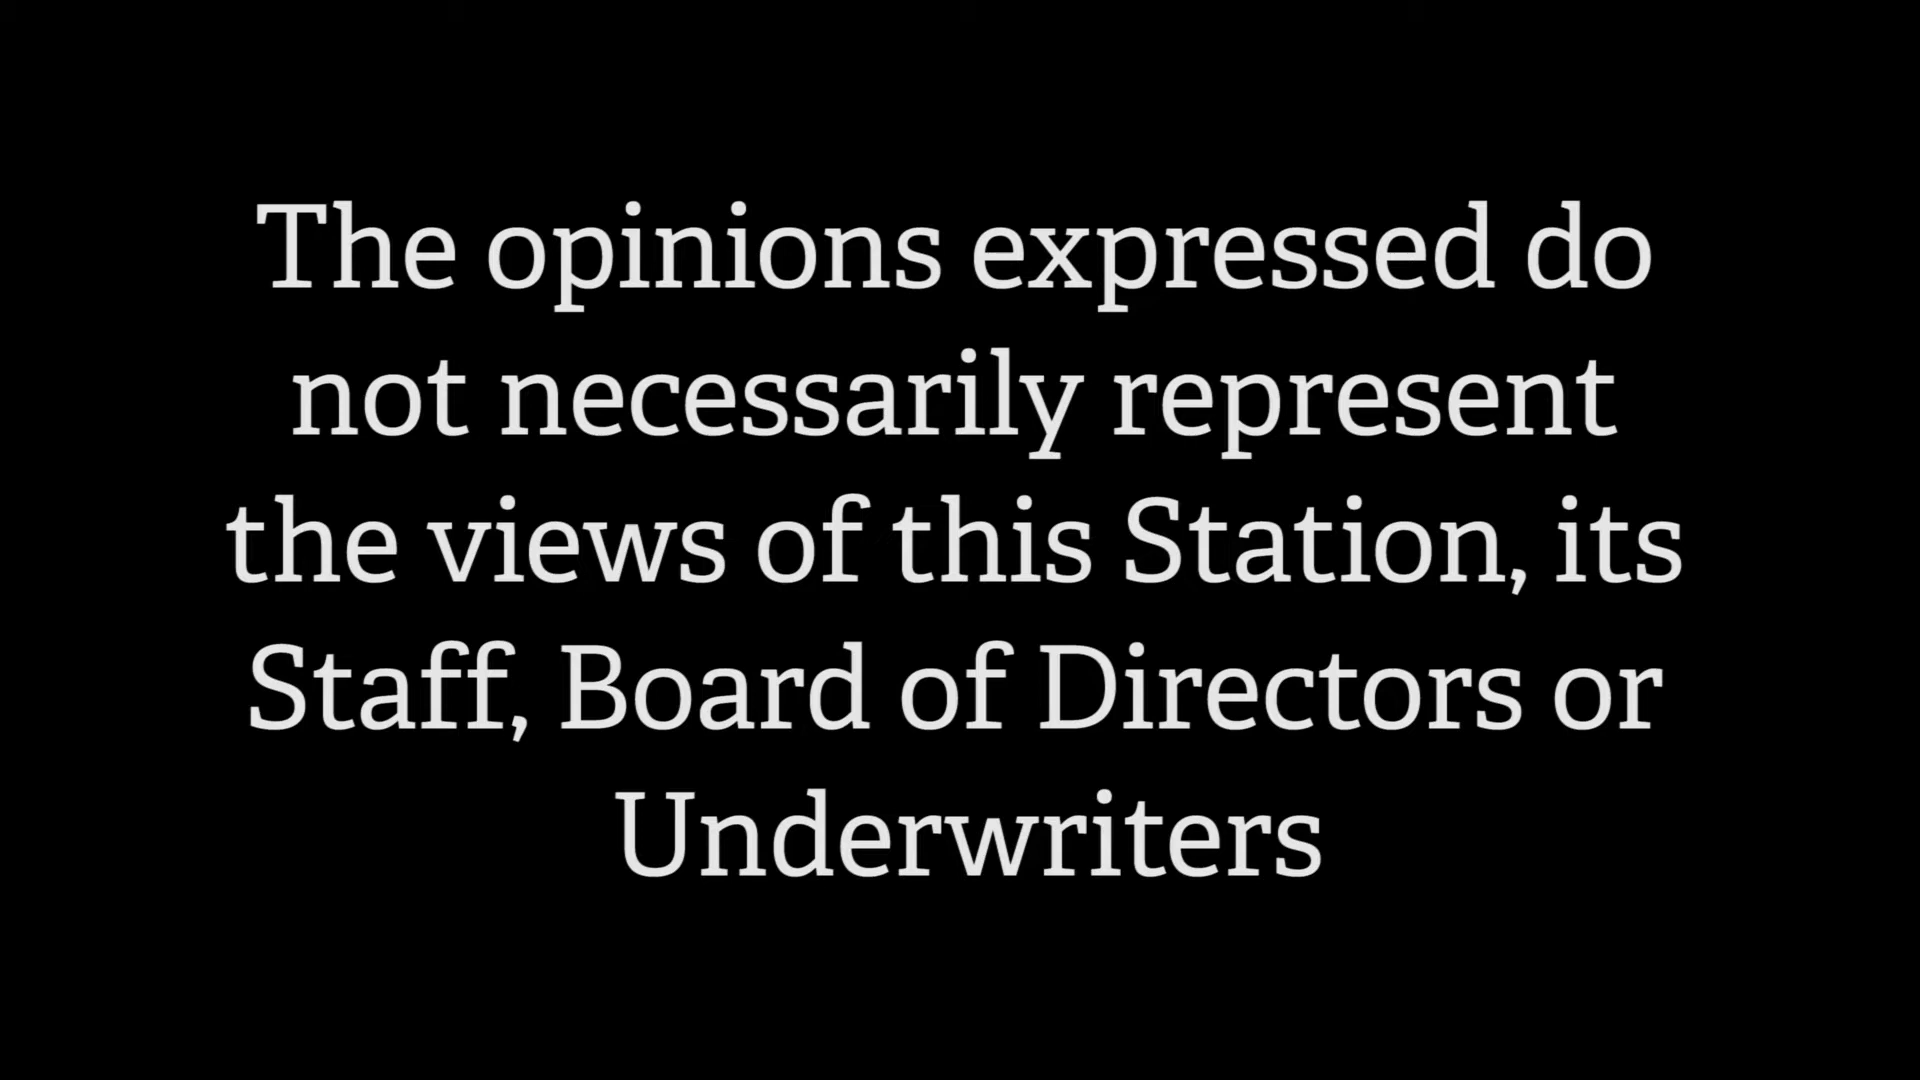 The opinions expressed do
not necessarily represent
the views of this Station, its
Staff, Board of Directors or
Underwriters